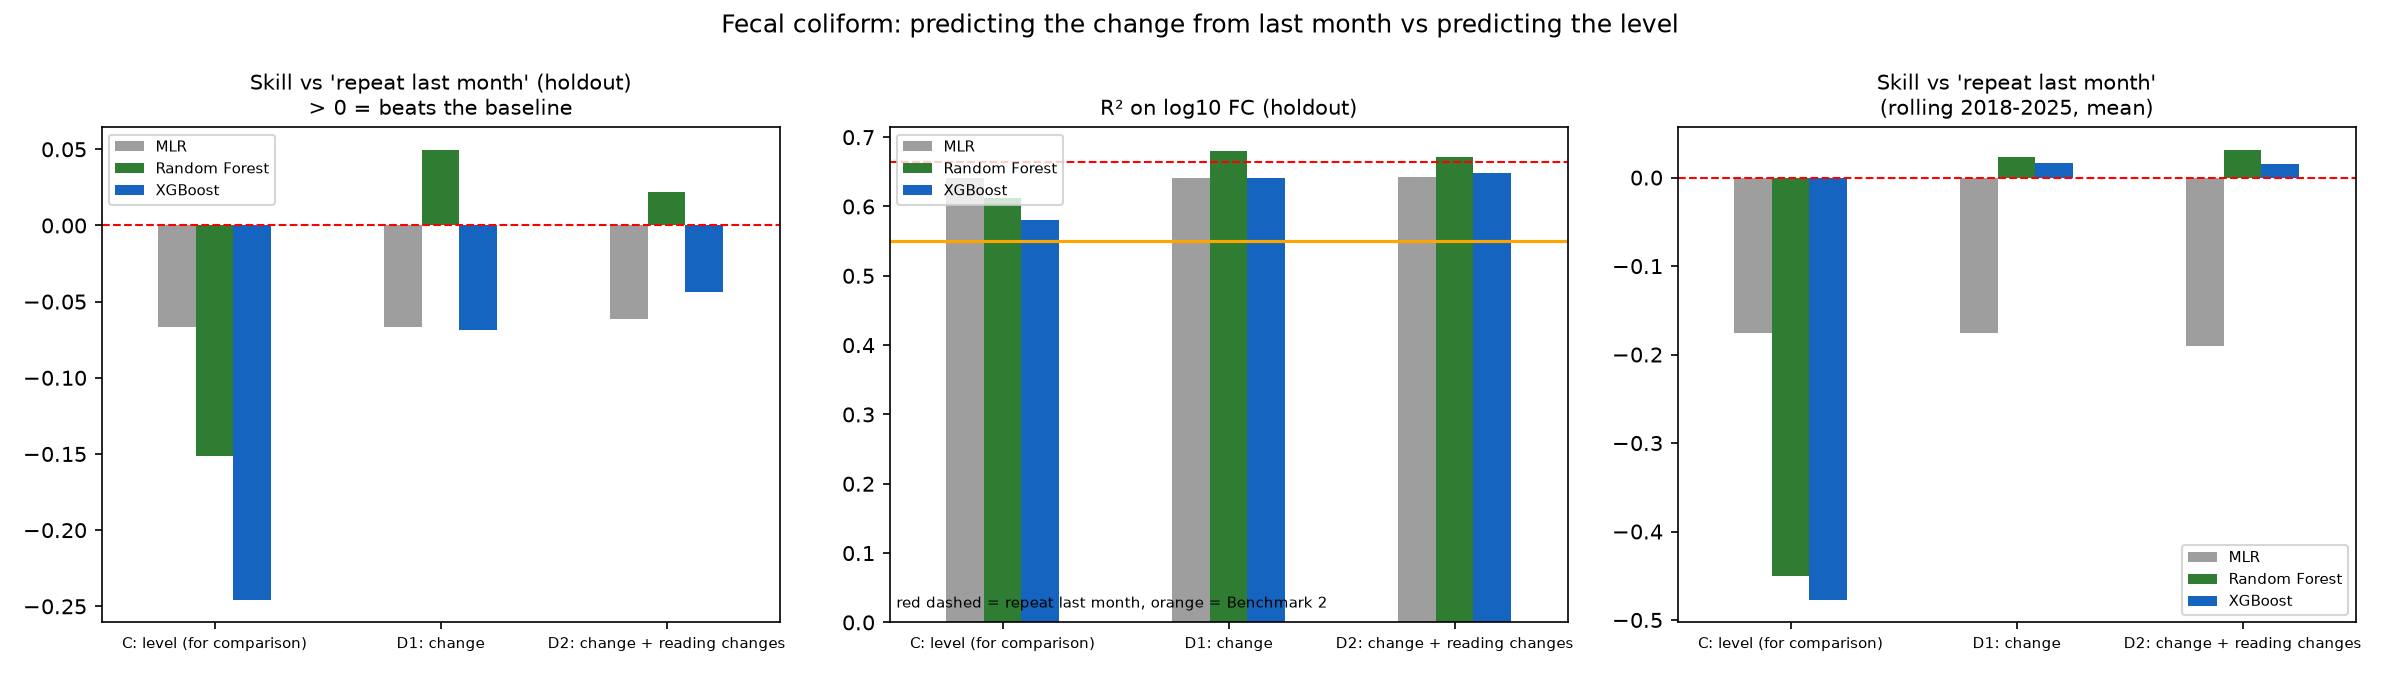 Fecal coliform: predicting the change from last month vs predicting the level
Skill vs 'repeat last month' (holdout)
> 0 = beats the baseline
MLR
Random Forest
XGBoost
0.05
0.00
−0.05
−0.10
−0.15
−0.20
−0.25
C: level (for comparison)
D1: change
D2: change + reading changes
R² on log10 FC (holdout)
MLR
Random Forest
XGBoost
0.7
0.6
0.5
0.4
0.3
0.2
0.1
0.0
red dashed = repeat last month, orange = Benchmark 2
C: level (for comparison)
D1: change
D2: change + reading changes
Skill vs 'repeat last month'
(rolling 2018-2025, mean)
0.0
−0.1
−0.2
−0.3
−0.4
−0.5
MLR
Random Forest
XGBoost
C: level (for comparison)
D1: change
D2: change + reading changes